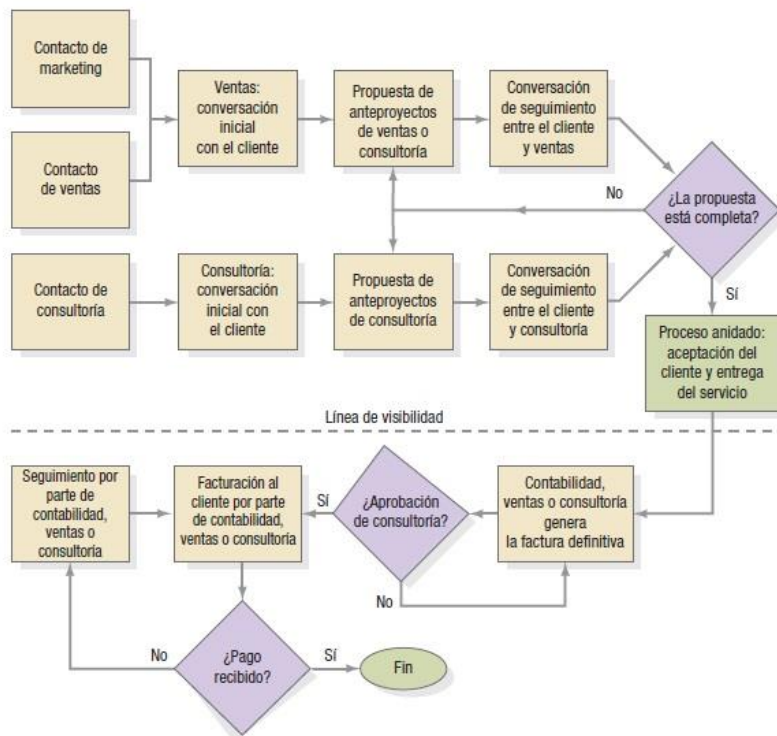 Contacto de
marketing
Ventas:
conversación
inicial
con el cliente
Propuesta de
anteproyectos
de ventas o
consultoría
Conversación
de seguimiento
entre el cliente
y ventas
Contacto
de ventas
No
¿La propuesta
está completa?
Contacto de
consultoría
Consultoría:
conversación
inicial con
el cliente
Propuesta de
anteproyectos
de consultoría
Conversación
de seguimiento
entre el cliente
y consultoría
Sí
Proceso anidado:
aceptación del
cliente y entrega
del servicio
Línea de visibilidad
Seguimiento por
parte de
contabilidad,
ventas o
consultoría
Facturación al
cliente por parte
de contabilidad,
ventas o consultoría
Sí
¿Aprobación
de consultoría?
Contabilidad,
ventas o consultoría
genera
la factura definitiva
No
No
¿Pago
recibido?
Sí
Fin